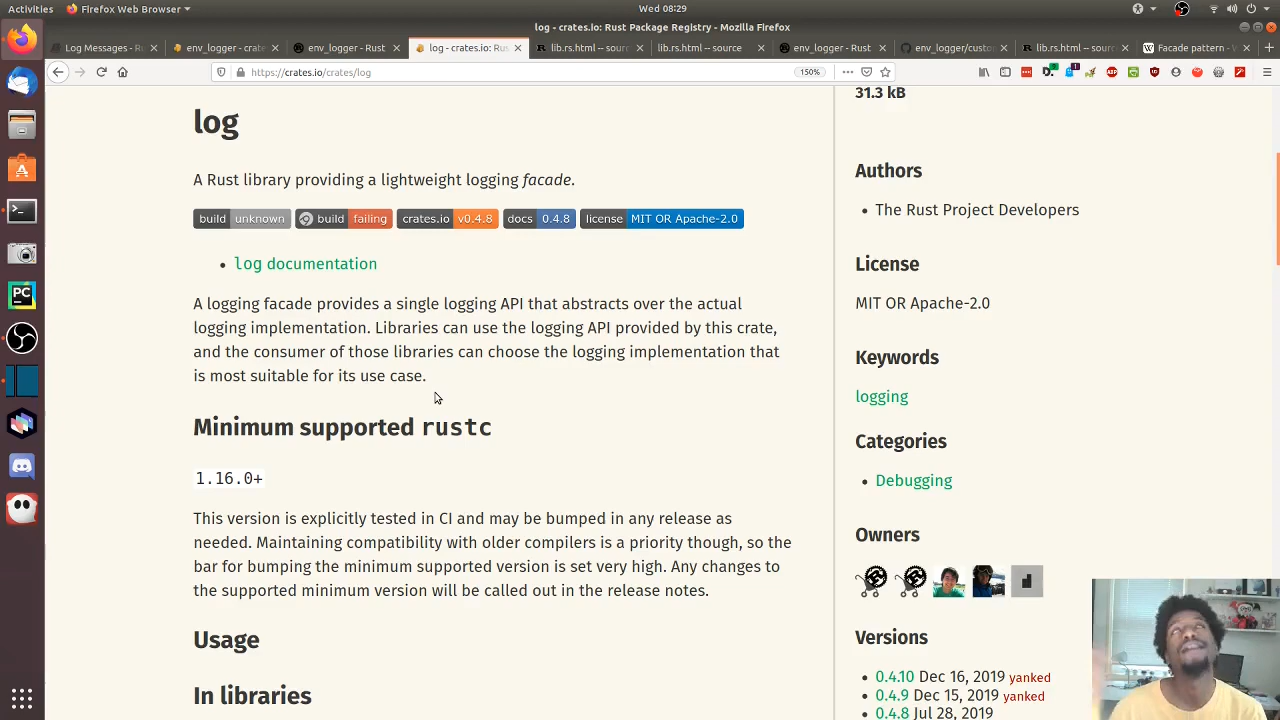 Activities
Firefox Web Browser
Wed 08:29
log - crates.io: Rust Package Registry - Mozilla Firefox
Log Messages - Ru
env_logger - crate
env_logger - Rust
log - crates.io: Rus
lib.rs.html -- sourc
lib.rs.html -- source
env_logger - Rust
env_logger/custo
lib.rs.html -- sourc
Facade pattern - W
https://crates.io/crates/log
150%
log
A Rust library providing a lightweight logging facade.
build unknown
build failing
crates.io v0.4.8
docs 0.4.8
license MIT OR Apache-2.0
• log documentation
A logging facade provides a single logging API that abstracts over the actual
logging implementation. Libraries can use the logging API provided by this crate,
and the consumer of those libraries can choose the logging implementation that
is most suitable for its use case.
Minimum supported rustc
1.16.0+
This version is explicitly tested in CI and may be bumped in any release as
needed. Maintaining compatibility with older compilers is a priority though, so the
bar for bumping the minimum supported version is set very high. Any changes to
the supported minimum version will be called out in the release notes.
Usage
In libraries
31.3 kB
Authors
• The Rust Project Developers
License
MIT OR Apache-2.0
Keywords
logging
Categories
• Debugging
Owners
Versions
• 0.4.10 Dec 16, 2019 yanked
• 0.4.9 Dec 15, 2019 yanked
• 0.4.8 Jul 28, 2019
PC